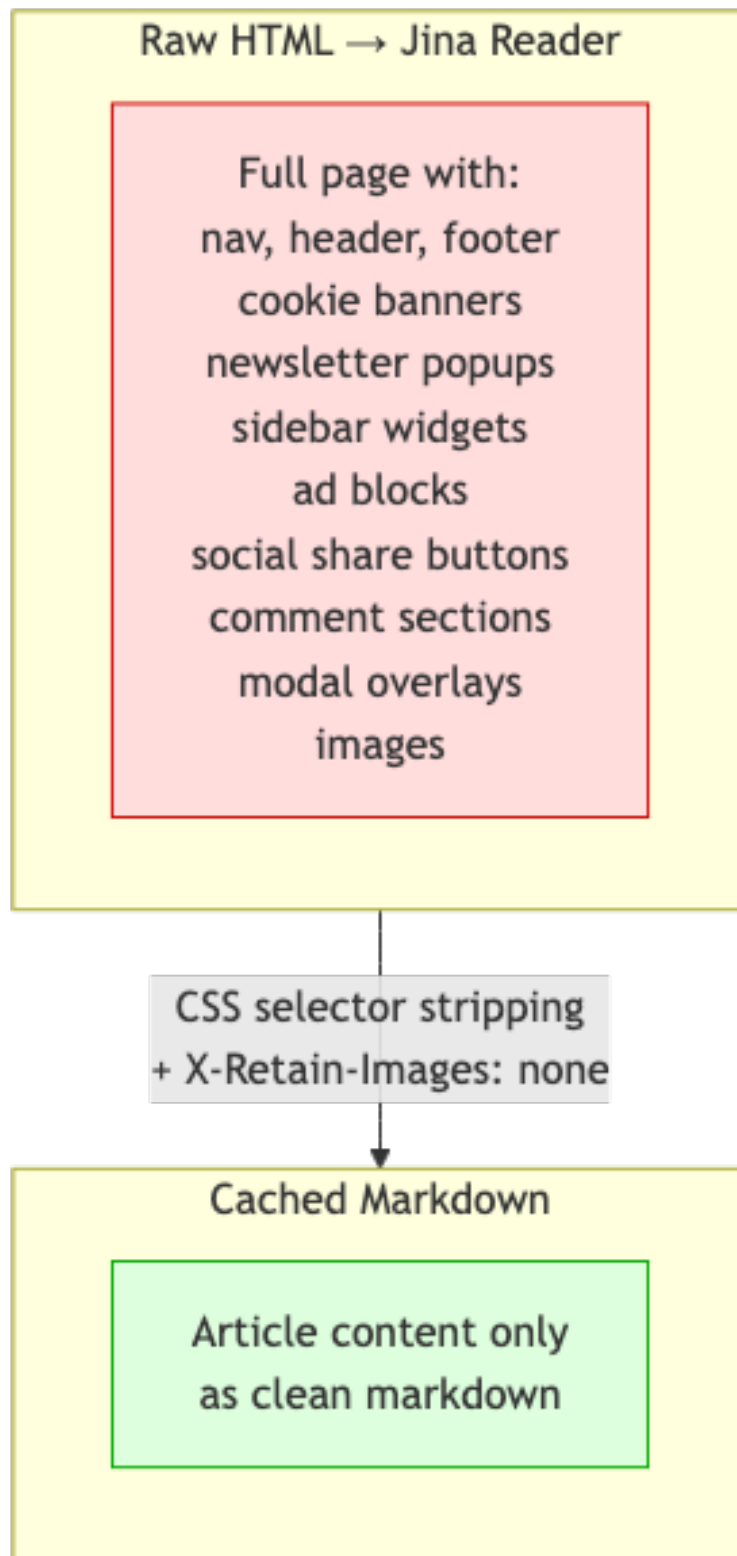 Raw HTML → Jina Reader
Full page with:
nav, header, footer
cookie banners
newsletter popups
sidebar widgets
ad blocks
social share buttons
comment sections
modal overlays
images
CSS selector stripping
+ X-Retain-Images: none
Cached Markdown
Article content only
as clean markdown